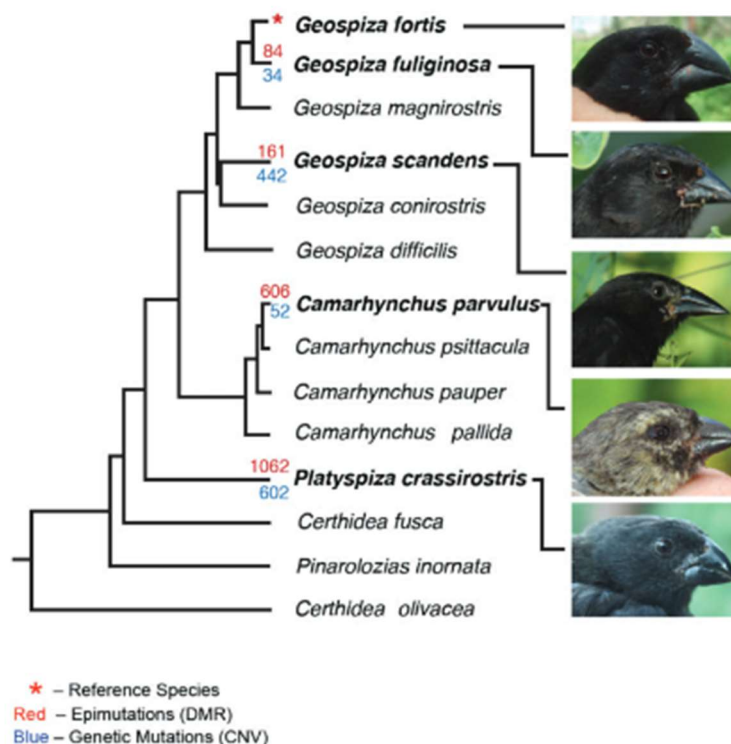 * Geospiza fortis
84
34 Geospiza fuliginosa
Geospiza magnirostris
161
442 Geospiza scandens
Geospiza conirostris
Geospiza difficilis
606
52 Camarhynchus parvulus
Camarhynchus psittacula
Camarhynchus pauper
Camarhynchus pallida
1062
602 Platyspiza crassirostris
Certhidea fusca
Pinarolozias inornata
Certhidea olivacea
* – Reference Species
Red – Epimutations (DMR)
Blue – Genetic Mutations (CNV)